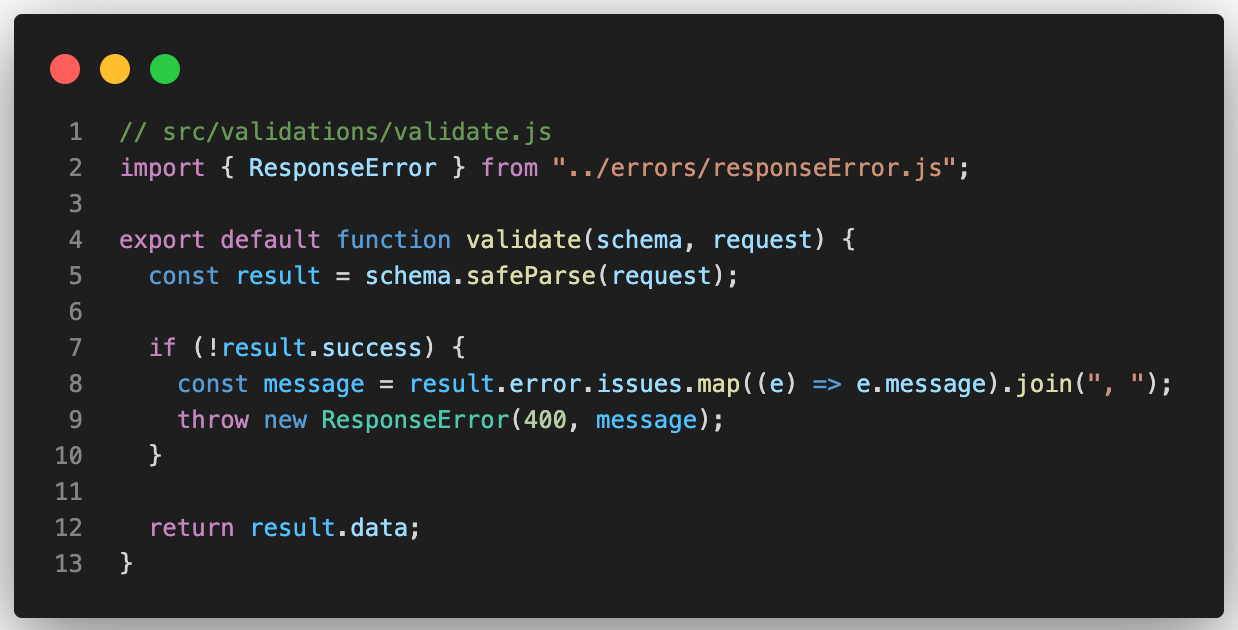 1 // src/validations/validate.js
2 import { ResponseError } from "../errors/responseError.js";
3
4 export default function validate(schema, request) {
5   const result = schema.safeParse(request);
6
7   if (!result.success) {
8     const message = result.error.issues.map((e) => e.message).join(", ");
9     throw new ResponseError(400, message);
10   }
11
12   return result.data;
13 }